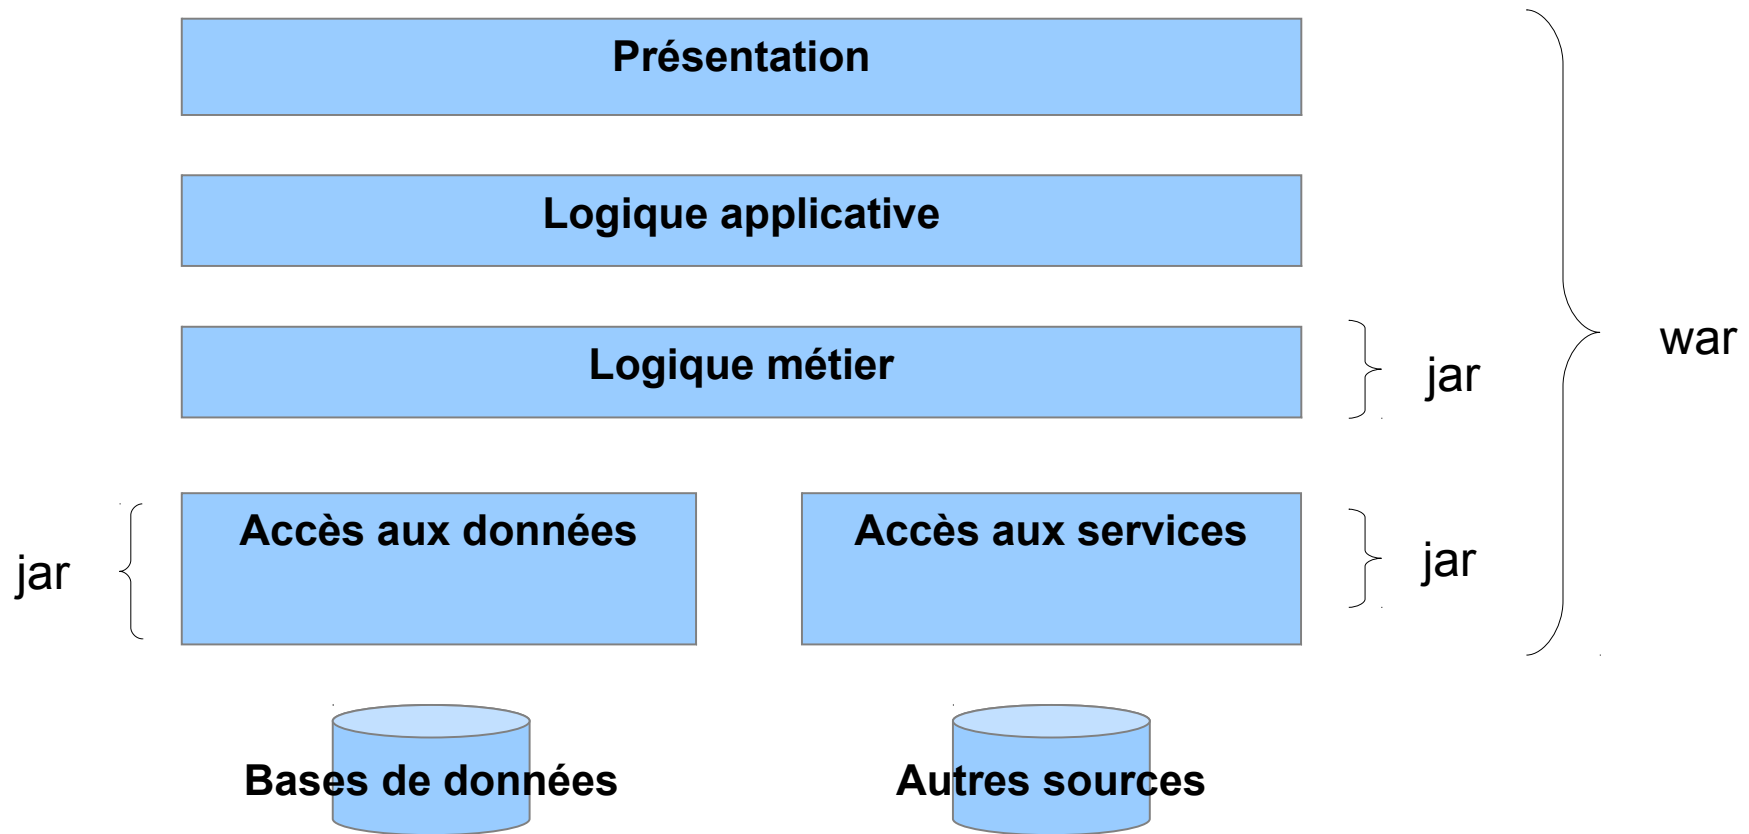 Présentation
Logique applicative
war
Logique métier
jar
Accès aux données
Accès aux services
jar
jar
Bases de données
Autres sources